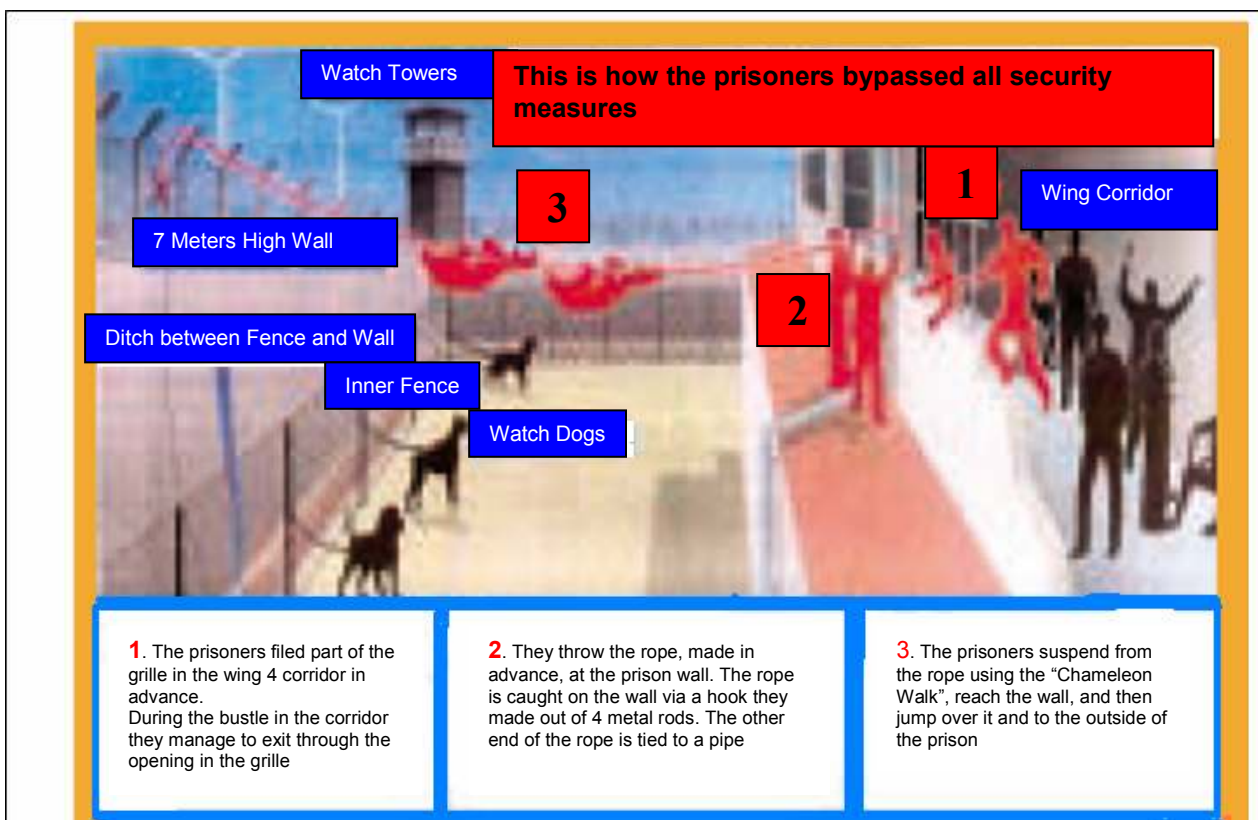 Watch Towers
This is how the prisoners bypassed all security
measures
1
Wing Corridor
3
7 Meters High Wall
2
Ditch between Fence and Wall
Inner Fence
Watch Dogs
1. The prisoners filed part of the
grille in the wing 4 corridor in
advance.
During the bustle in the corridor
they manage to exit through the
opening in the grille
2. They throw the rope, made in
advance, at the prison wall. The rope
is caught on the wall via a hook they
made out of 4 metal rods. The other
end of the rope is tied to a pipe
3. The prisoners suspend from
the rope using the “Chameleon
Walk”, reach the wall, and then
jump over it and to the outside of
the prison